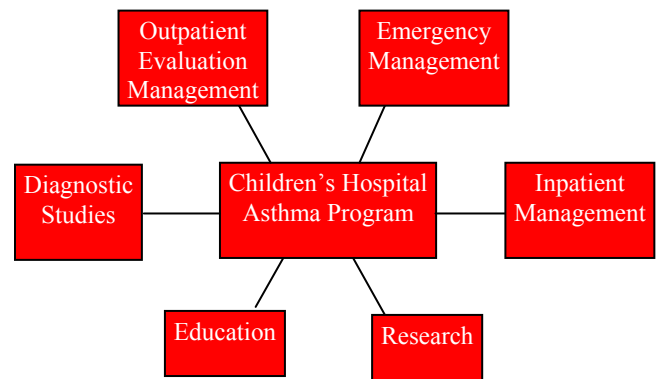 Outpatient
Evaluation
Management
Emergency
Management
Diagnostic
Studies
Children’s Hospital
Asthma Program
Inpatient
Management
Education
Research